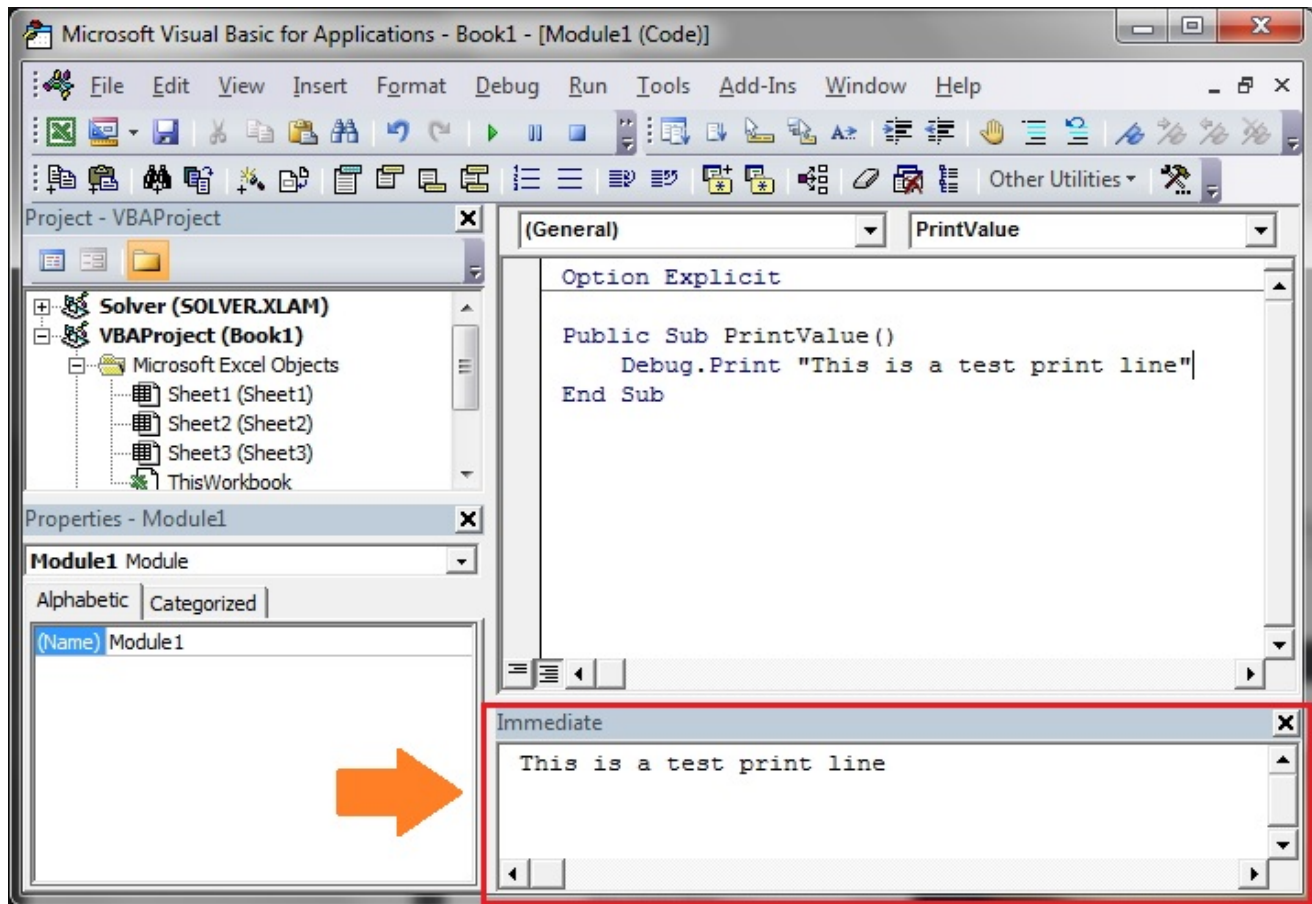 Microsoft Visual Basic for Applications - Book1 - [Module1 (Code)]
File Edit View Insert Format Debug Run Tools Add-Ins Window Help
Other Utilities
Project - VBAProject
Solver (SOLVER.XLAM)
VBAProject (Book1)
Microsoft Excel Objects
Sheet1 (Sheet1)
Sheet2 (Sheet2)
Sheet3 (Sheet3)
ThisWorkbook
Properties - Module1
Module1 Module
Alphabetic Categorized
(Name) Module1
(General) PrintValue
Option Explicit
Public Sub PrintValue()
Debug.Print "This is a test print line"
End Sub
Immediate
This is a test print line